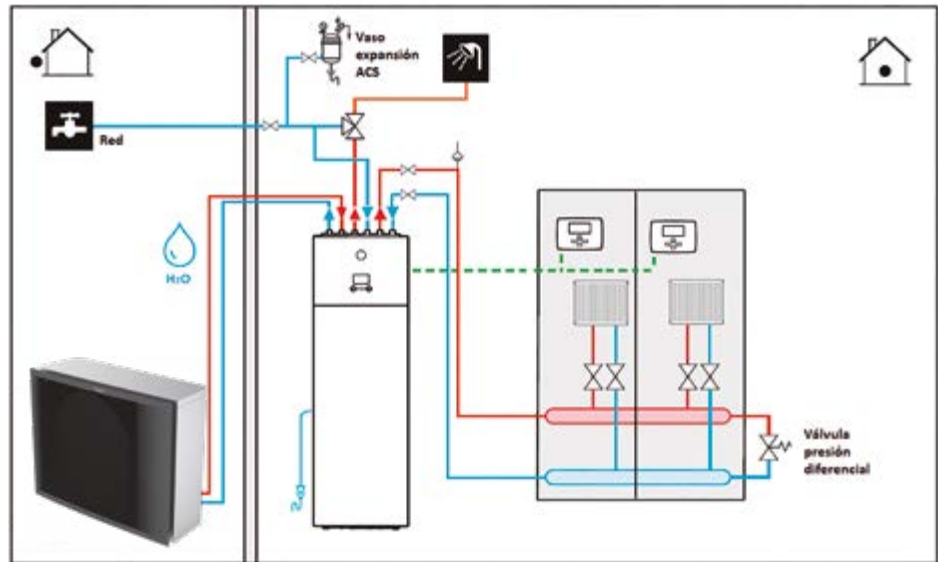 Vaso
expansión
ACS
Red
H₂O
Válvula
presión
diferencial